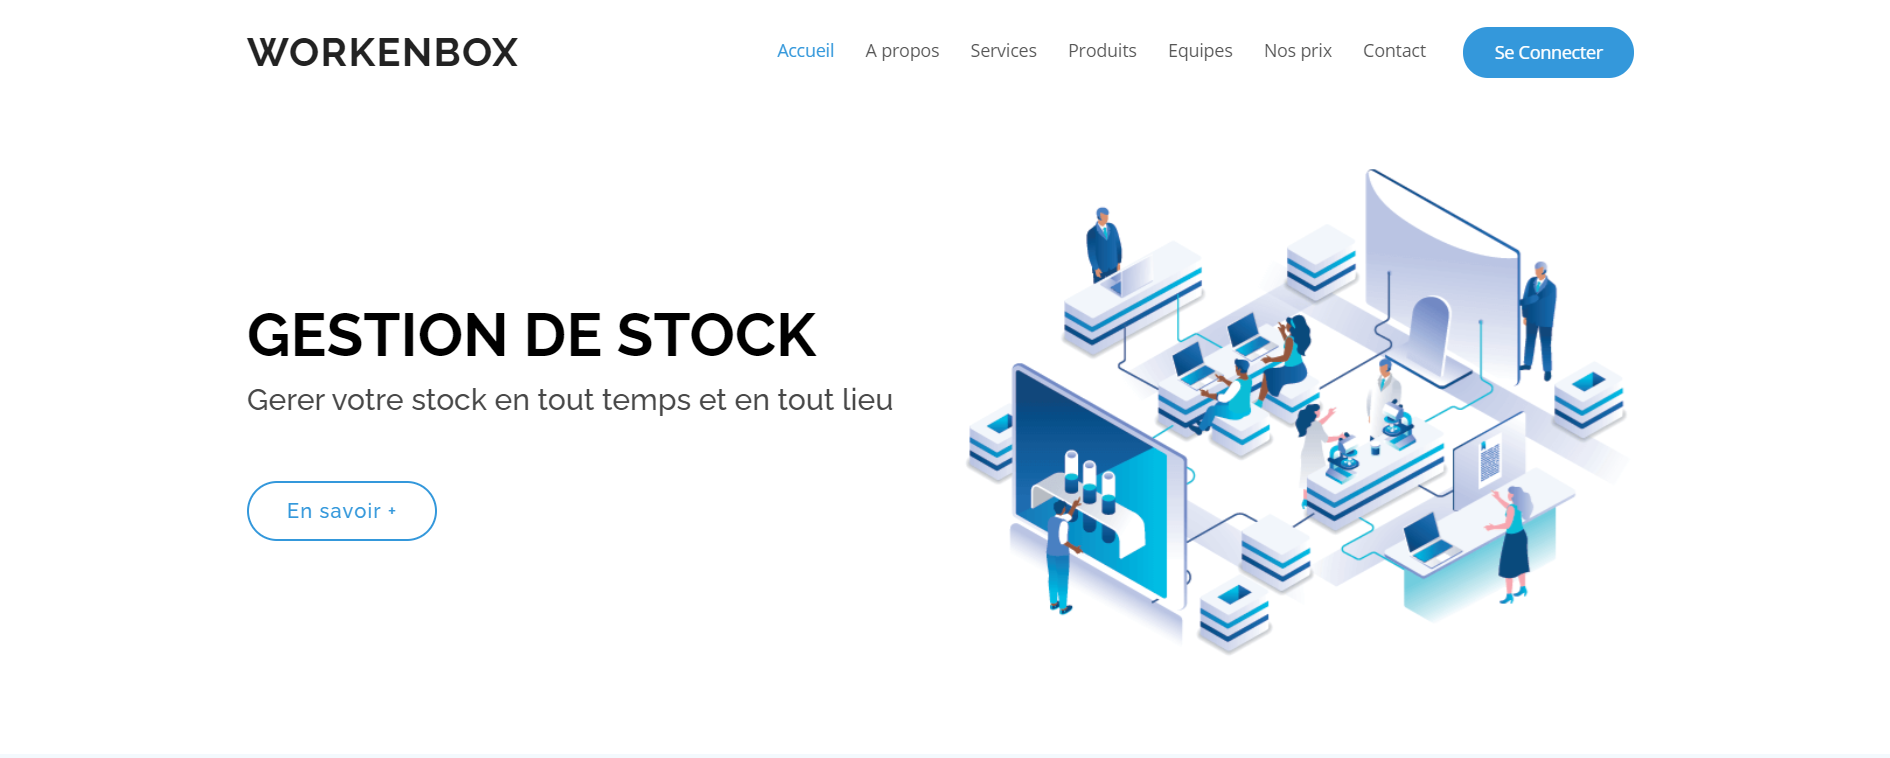 WORKENBOX
Accueil A propos Services Produits Equipes Nos prix Contact Se Connecter
GESTION DE STOCK
Gerer votre stock en tout temps et en tout lieu
En savoir +